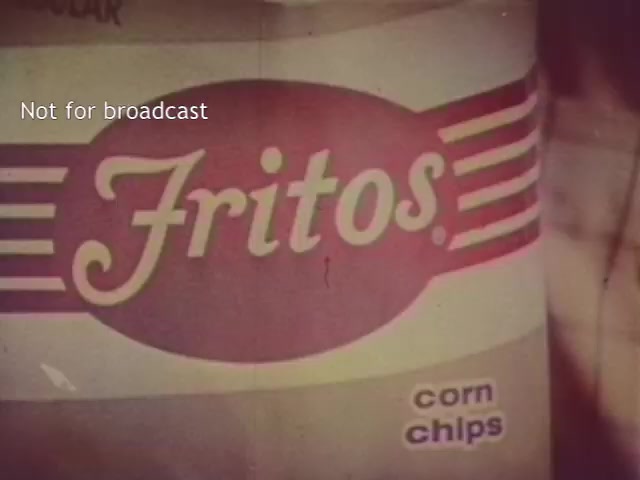 Not for broadcast
Fritos
corn
chips